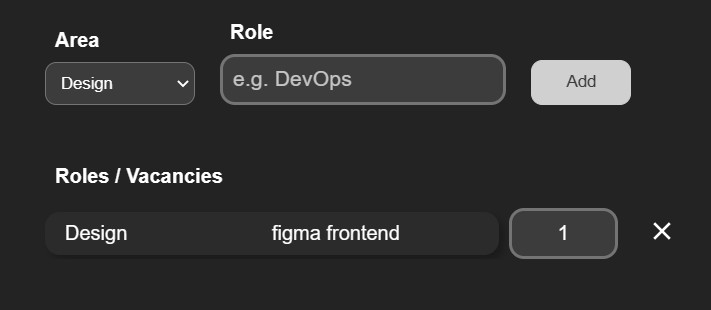 Area Role
Design e.g. DevOps Add
Roles / Vacancies
Design figma frontend 1